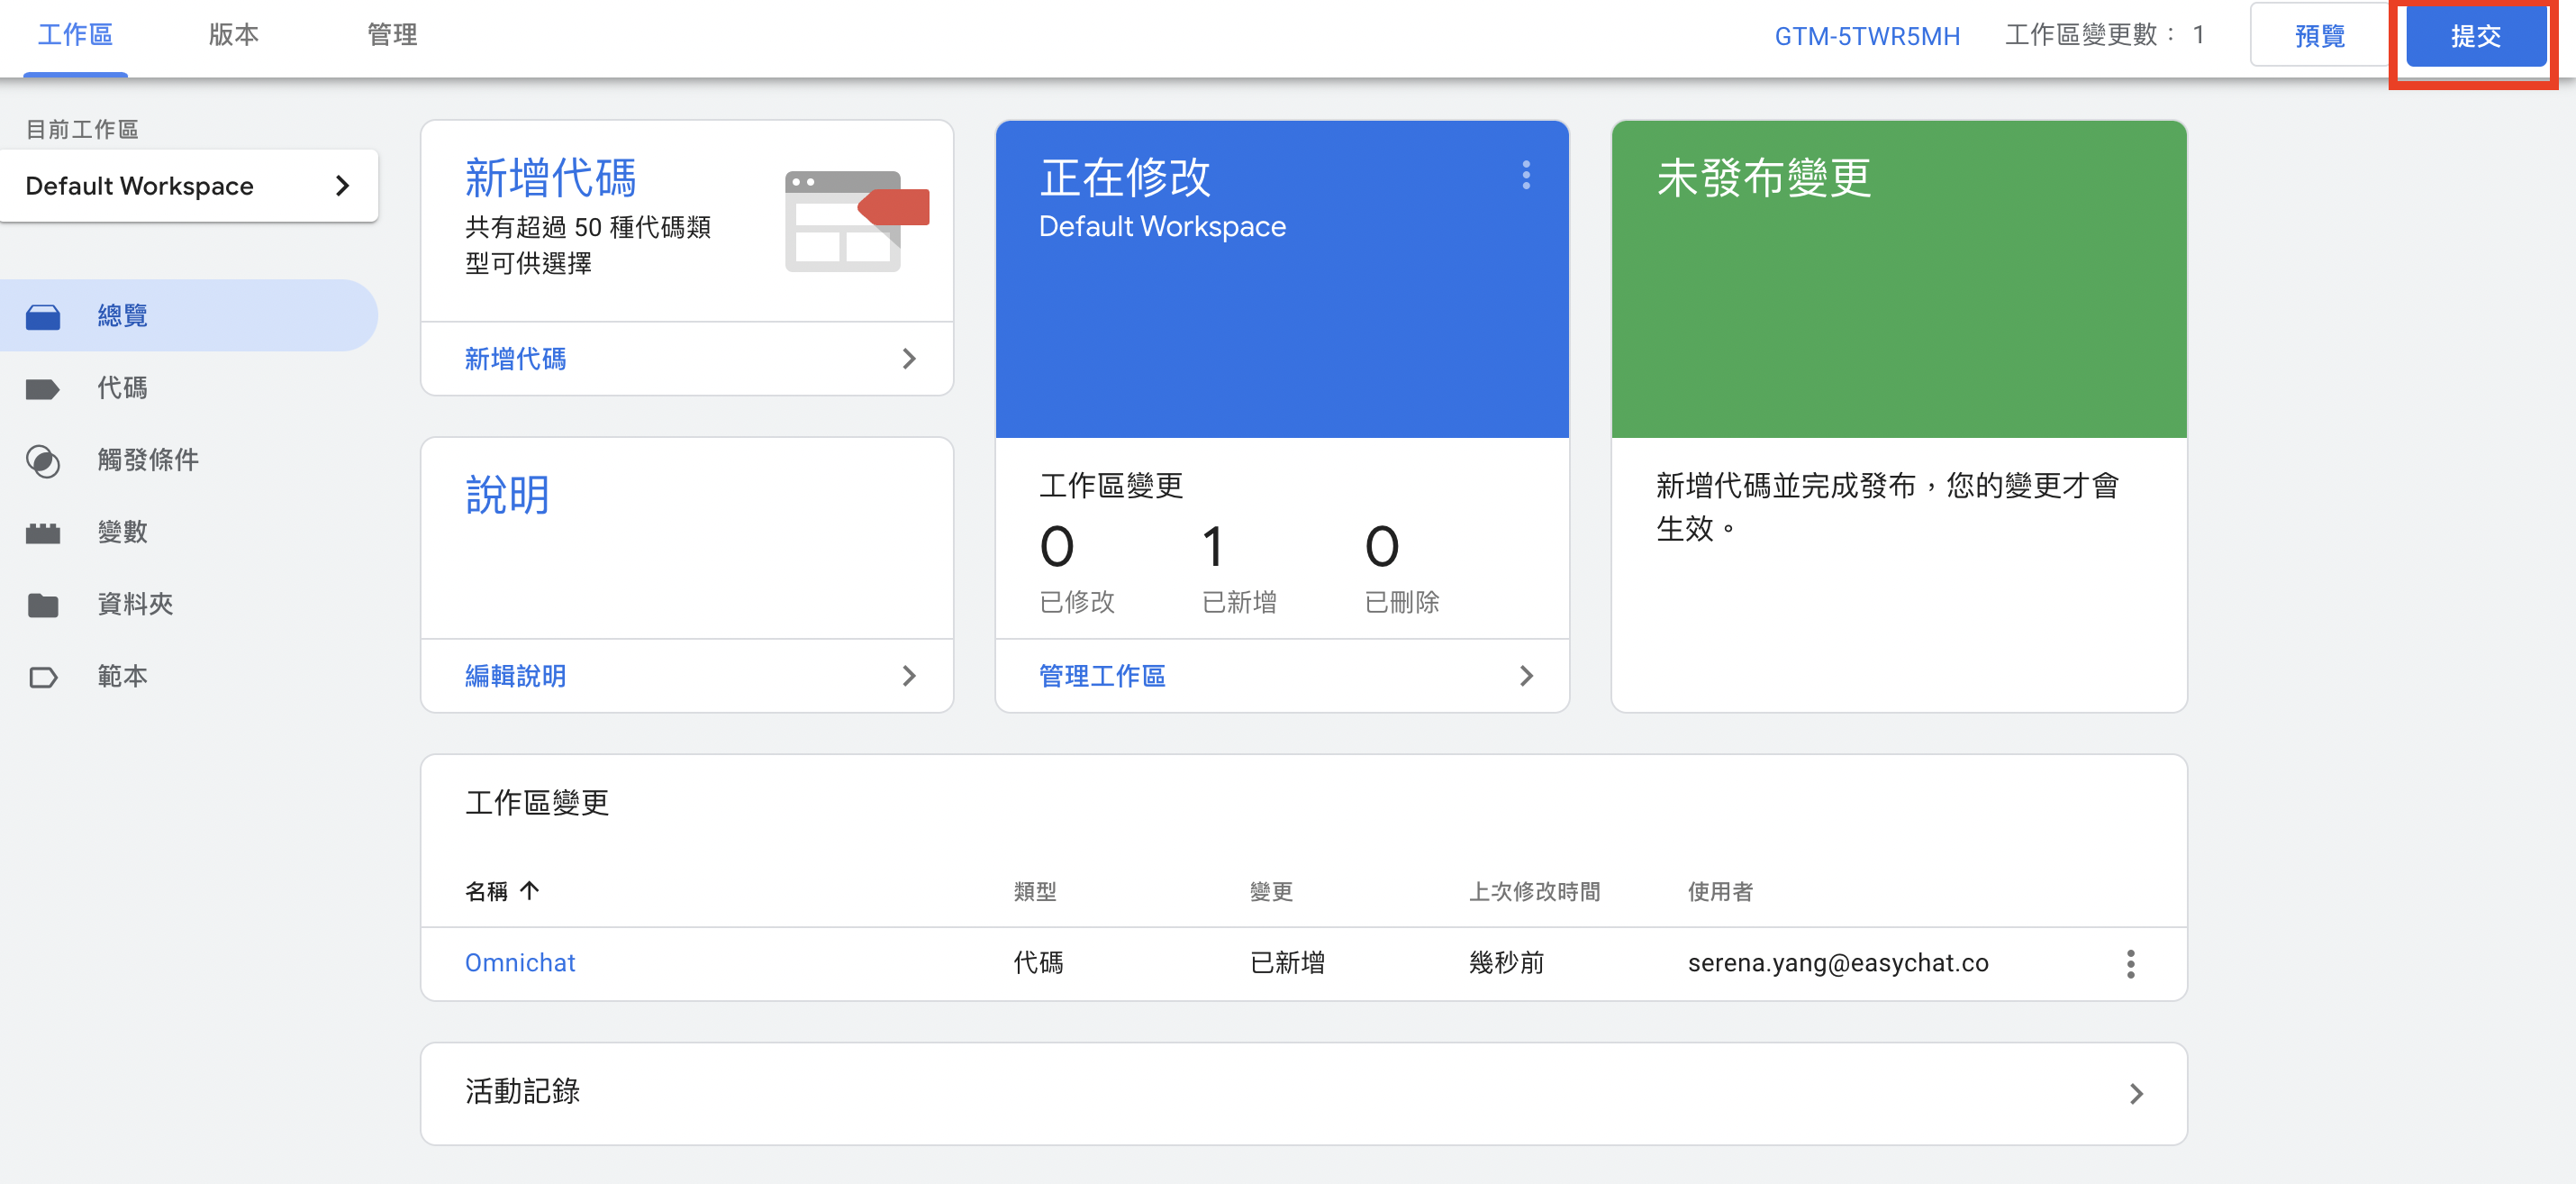 工作區
版本
管理
GTM-5TWR5MH
工作區變更數： 1
預覽
提交
目前工作區
Default Workspace
總覽
代碼
觸發條件
變數
資料夾
範本
新增代碼
共有超過 50 種代碼類
型可供選擇
新增代碼
說明
編輯說明
正在修改
Default Workspace
工作區變更
0
1
0
已修改
已新增
已刪除
管理工作區
未發布變更
新增代碼並完成發布，您的變更才會
生效。
工作區變更
名稱
類型
變更
上次修改時間
使用者
Omnichat
代碼
已新增
幾秒前
serena.yang@easychat.co
活動記錄